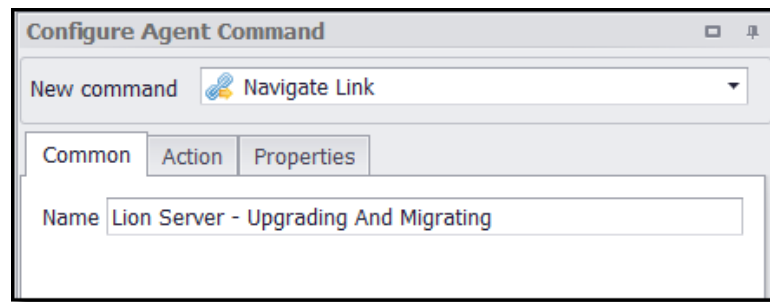 Configure Agent Command
New command Navigate Link
Common Action Properties
Name Lion Server - Upgrading And Migrating